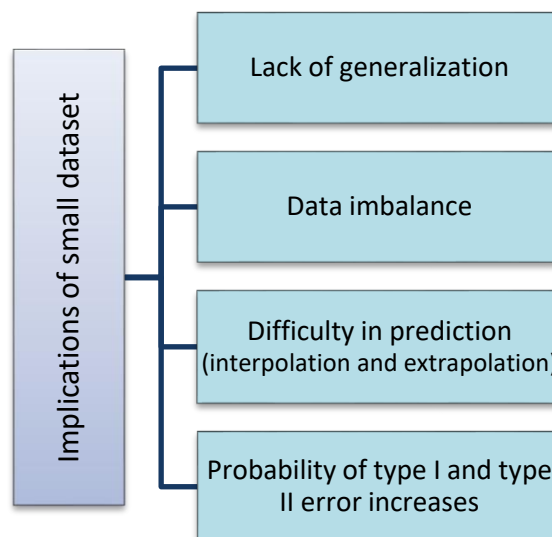 Implications of small dataset
Lack of generalization
Data imbalance
Difficulty in prediction
(interpolation and extrapolation)
Probability of type I and type
II error increases